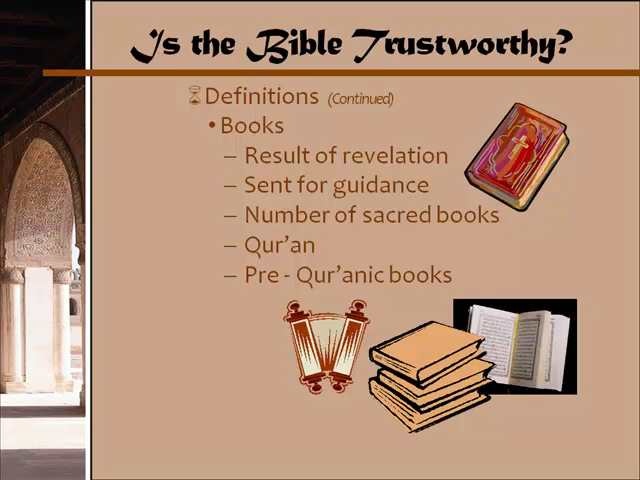 Is the Bible Trustworthy?
Definitions (Continued)
• Books
– Result of revelation
– Sent for guidance
– Number of sacred books
– Qur’an
– Pre - Qur’anic books